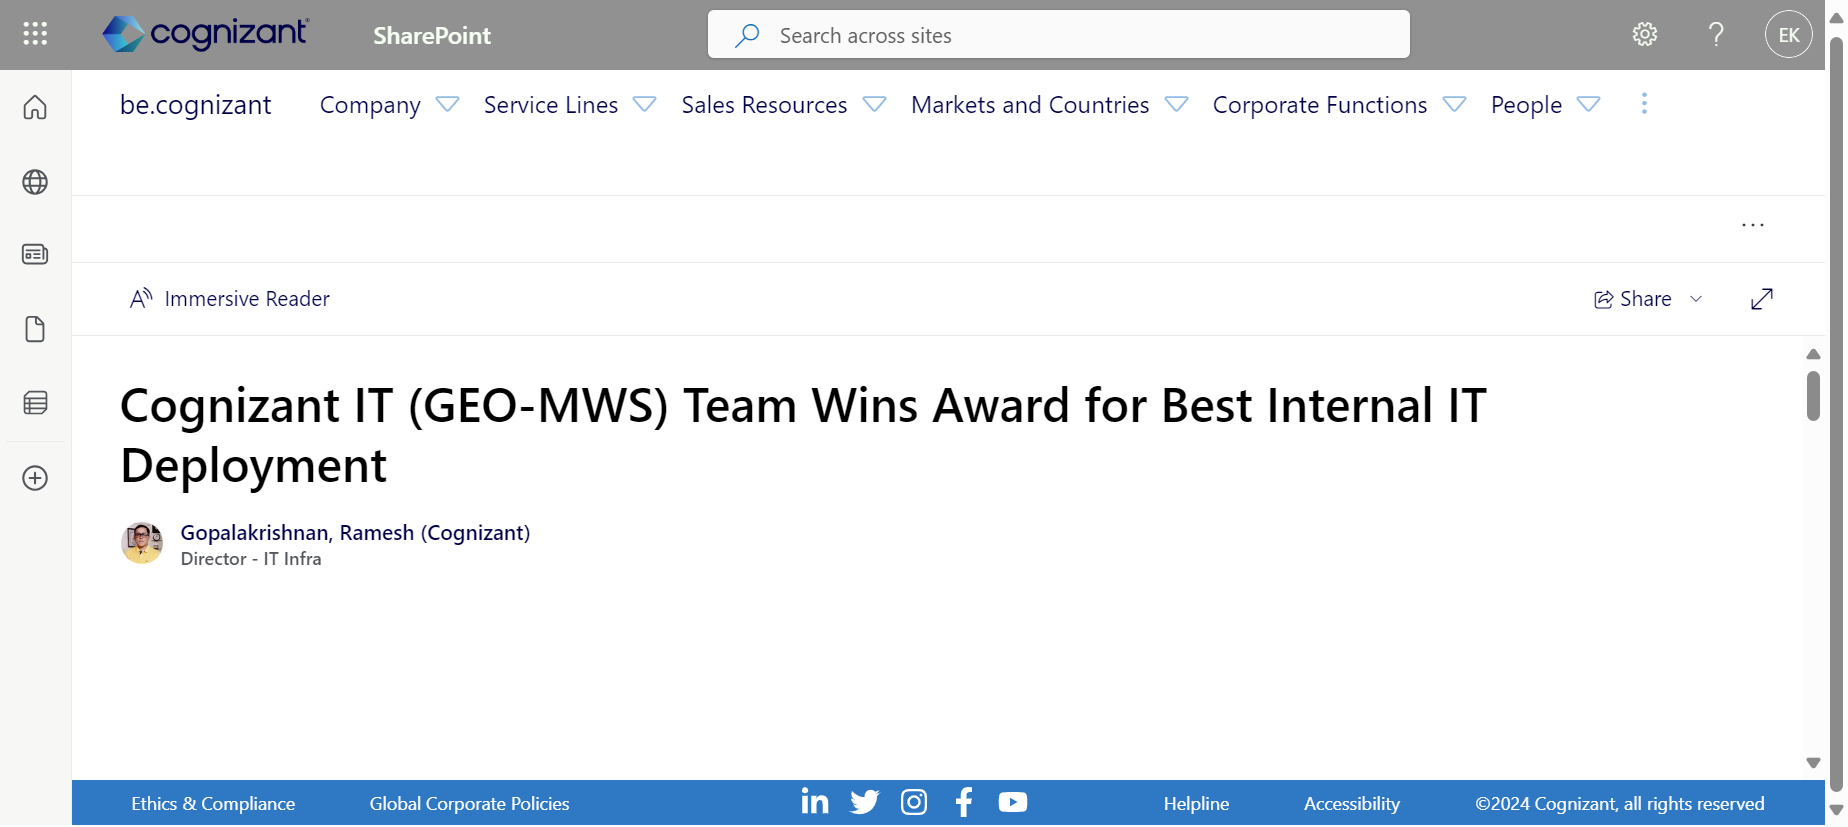 cognizant
SharePoint
Search across sites
EK
be.cognizant
Company
Service Lines
Sales Resources
Markets and Countries
Corporate Functions
People
Immersive Reader
Share
Cognizant IT (GEO-MWS) Team Wins Award for Best Internal IT
Deployment
Gopalakrishnan, Ramesh (Cognizant)
Director - IT Infra
Ethics & Compliance
Global Corporate Policies
Helpline
Accessibility
©2024 Cognizant, all rights reserved